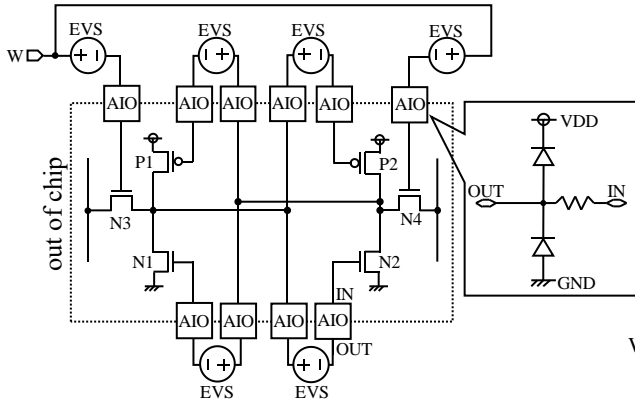 EVS EVS EVS EVS
W
AIO AIO AIO AIO AIO AIO
P1 P2
VDD
out of chip
OUT IN
N3 N4
N1 N2
GND
IN
AIO AIO AIO AIO
OUT
EVS EVS